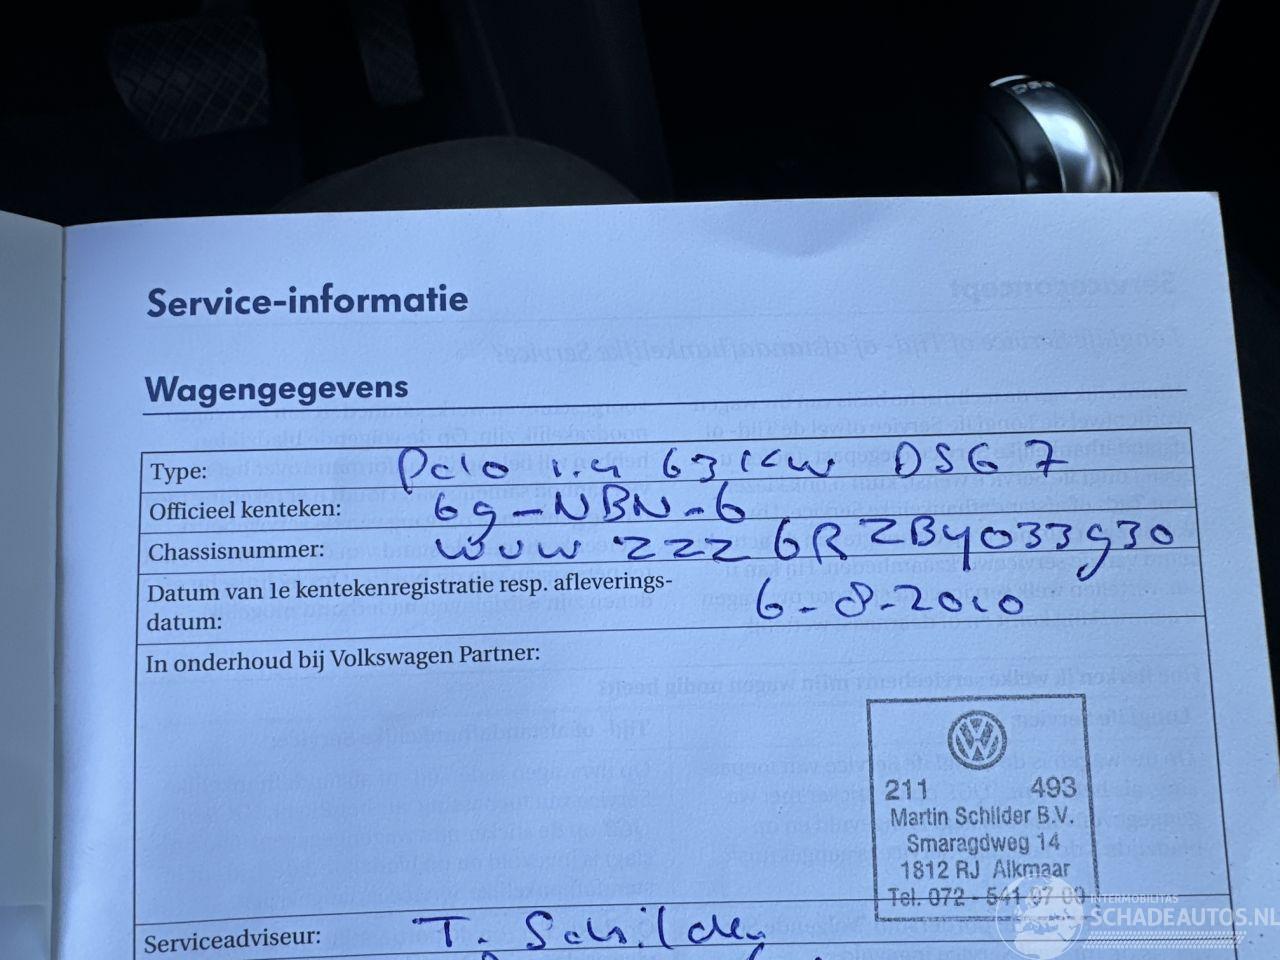 Service-informatie
Wagengegevens
Type: Polo 1.4 63kw DSG 7
Officieel kenteken: 69-NBN-6
Chassisnummer: WVW ZZZ 6RZBY033930
Datum van 1e kentekenregistratie resp. afleverings-
datum: 6-8-2010
In onderhoud bij Volkswagen Partner:
211 493
Martin Schilder B.V.
Smaragdweg 14
1812 RJ Alkmaar
Tel. 072 - 541 97 00
Serviceadviseur: T. Schilder
INTERMOBILITAS
SCHADEAUTOS.NL